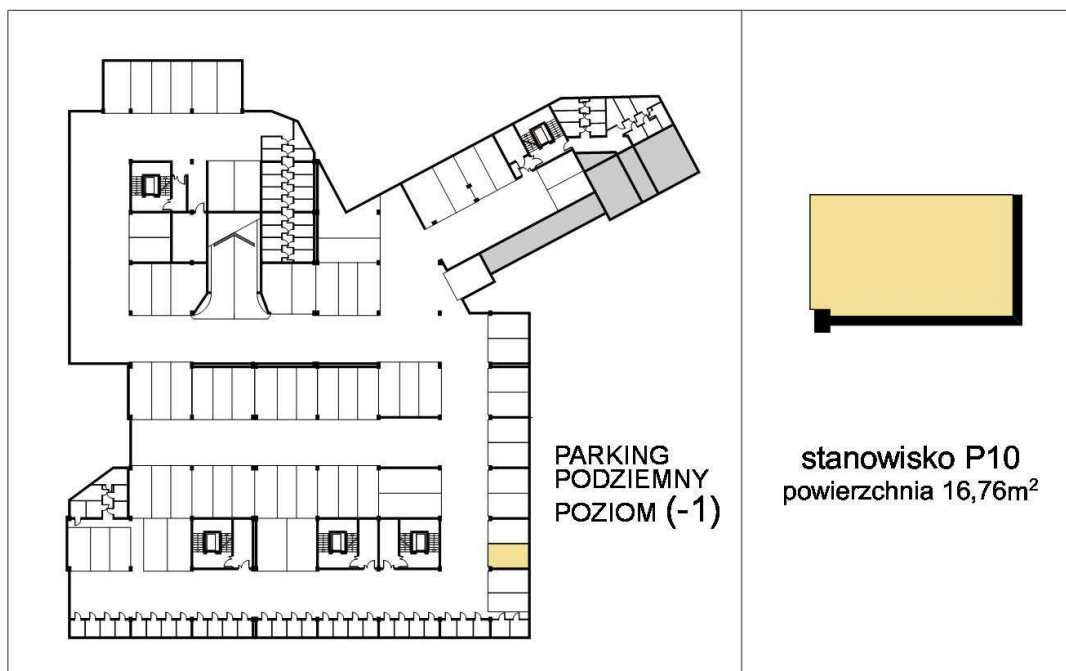 PARKING
PODZIEMNY
POZIOM (-1)
stanowisko P10
powierzchnia 16,76m²